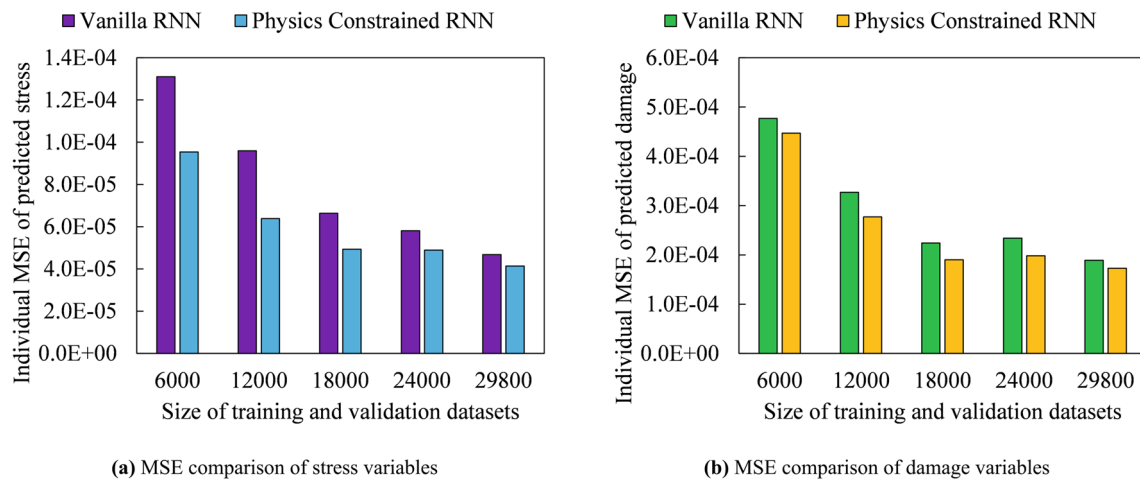 Vanilla RNN Physics Constrained RNN
Individual MSE of predicted stress
1.4E-04
1.2E-04
1.0E-04
8.0E-05
6.0E-05
4.0E-05
2.0E-05
0.0E+00
6000 12000 18000 24000 29800
Size of training and validation datasets
(a) MSE comparison of stress variables
Vanilla RNN Physics Constrained RNN
Individual MSE of predicted damage
6.0E-04
5.0E-04
4.0E-04
3.0E-04
2.0E-04
1.0E-04
0.0E+00
6000 12000 18000 24000 29800
Size of training and validation datasets
(b) MSE comparison of damage variables